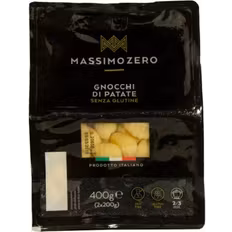 MASSIMOZERO
GNOCCHI
DI PATATE
SENZA GLUTINE
PRODOTTO ITALIANO
400g e
(2x200g)